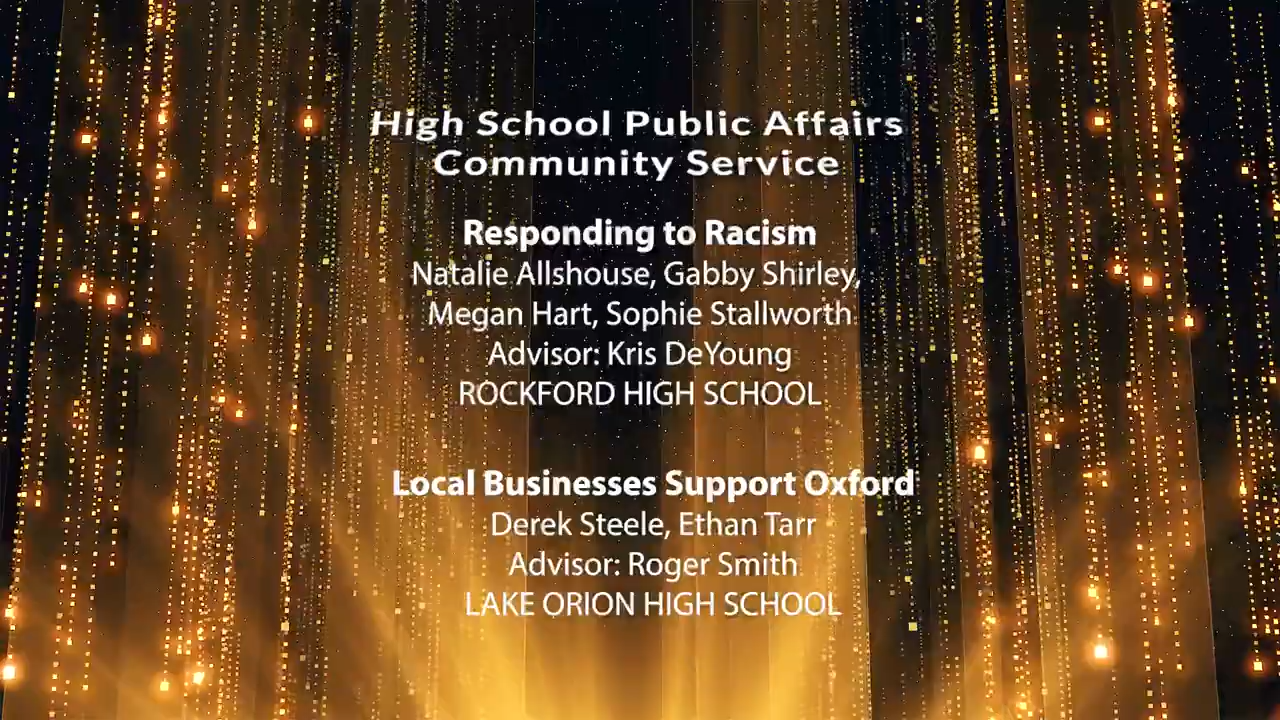 High School Public Affairs
Community Service
Responding to Racism
Natalie Allshouse, Gabby Shirley,
Megan Hart, Sophie Stallworth
Advisor: Kris DeYoung
ROCKFORD HIGH SCHOOL
Local Businesses Support Oxford
Derek Steele, Ethan Tarr
Advisor: Roger Smith
LAKE ORION HIGH SCHOOL